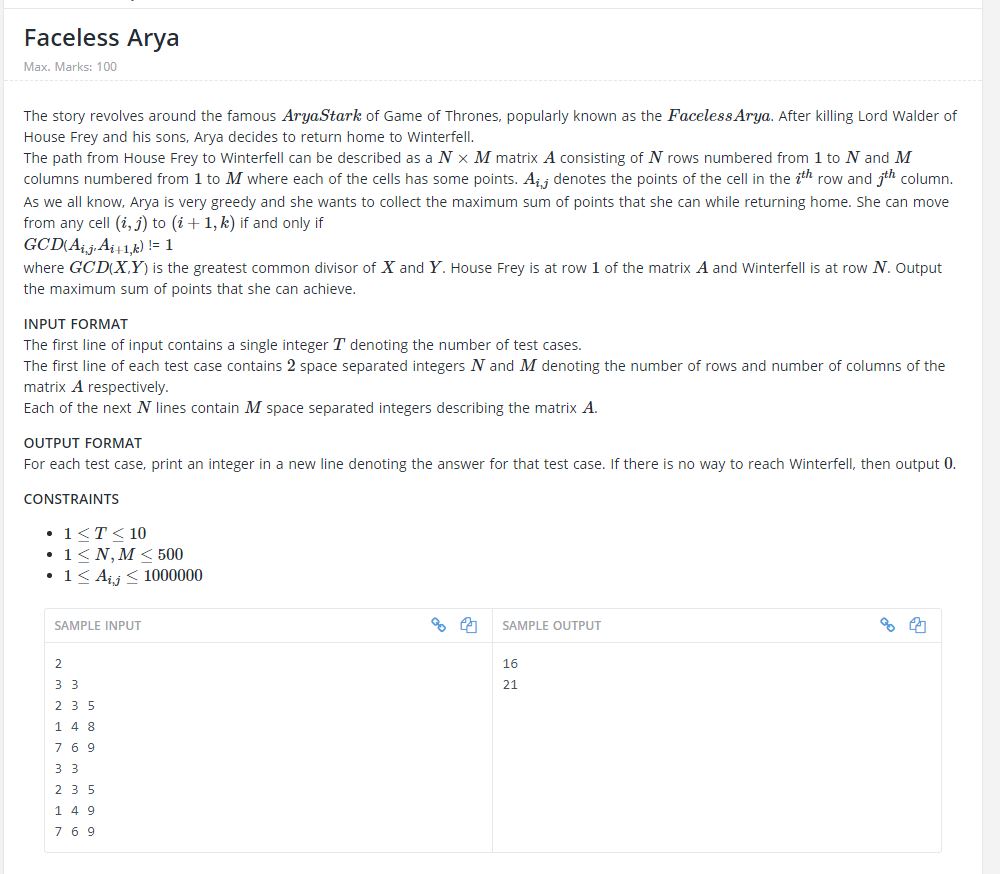 Faceless Arya
Max. Marks: 100
The story revolves around the famous AryaStark of Game of Thrones, popularly known as the FacelessArya. After killing Lord Walder of
House Frey and his sons, Arya decides to return home to Winterfell.
The path from House Frey to Winterfell can be described as a N × M matrix A consisting of N rows numbered from 1 to N and M
columns numbered from 1 to M where each of the cells has some points. A_{i,j} denotes the points of the cell in the i^{th} row and j^{th} column.
As we all know, Arya is very greedy and she wants to collect the maximum sum of points that she can while returning home. She can move
from any cell (i, j) to (i + 1, k) if and only if
GCD(A_{i,j}, A_{i+1,k}) != 1
where GCD(X,Y) is the greatest common divisor of X and Y. House Frey is at row 1 of the matrix A and Winterfell is at row N. Output
the maximum sum of points that she can achieve.
INPUT FORMAT
The first line of input contains a single integer T denoting the number of test cases.
The first line of each test case contains 2 space separated integers N and M denoting the number of rows and number of columns of the
matrix A respectively.
Each of the next N lines contain M space separated integers describing the matrix A.
OUTPUT FORMAT
For each test case, print an integer in a new line denoting the answer for that test case. If there is no way to reach Winterfell, then output 0.
CONSTRAINTS
• 1 ≤ T ≤ 10
• 1 ≤ N, M ≤ 500
• 1 ≤ A_{i,j} ≤ 1000000
SAMPLE INPUT SAMPLE OUTPUT
2 16
3 3 21
2 3 5
1 4 8
7 6 9
3 3
2 3 5
1 4 9
7 6 9